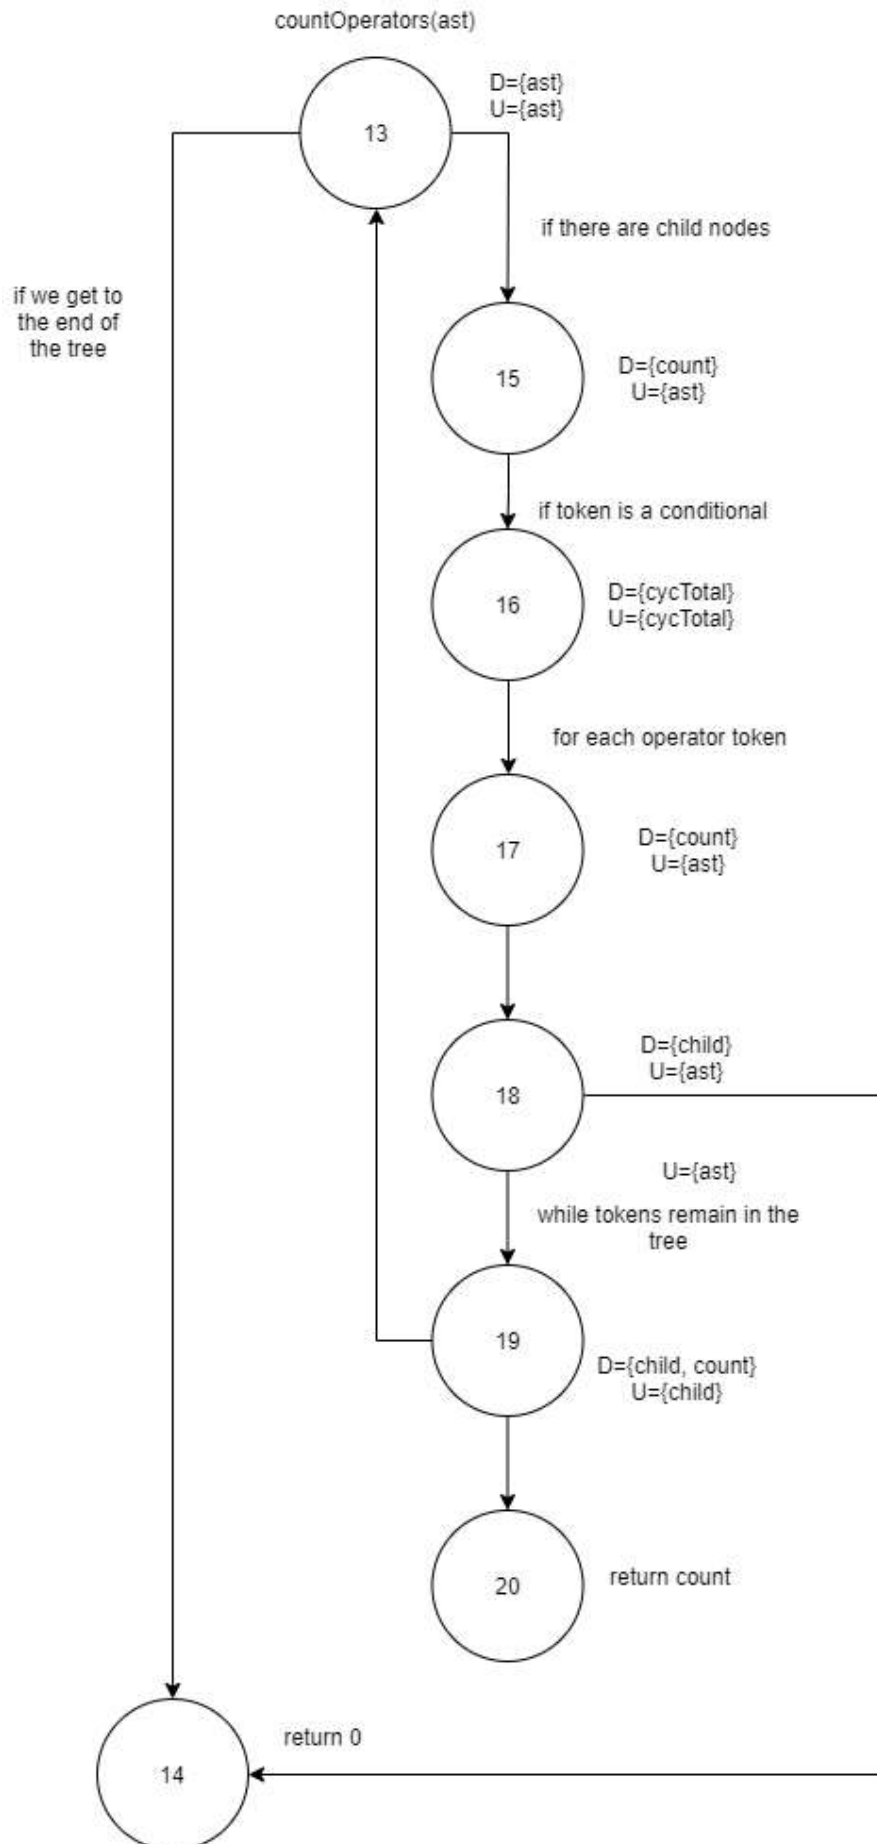 countOperators(ast)
D={ast}
U={ast}
13
if there are child nodes
if we get to
the end of
the tree
15
D={count}
U={ast}
if token is a conditional
16
D={cycTotal}
U={cycTotal}
for each operator token
17
D={count}
U={ast}
18
D={child}
U={ast}
U={ast}
while tokens remain in the
tree
19
D={child, count}
U={child}
20
return count
return 0
14